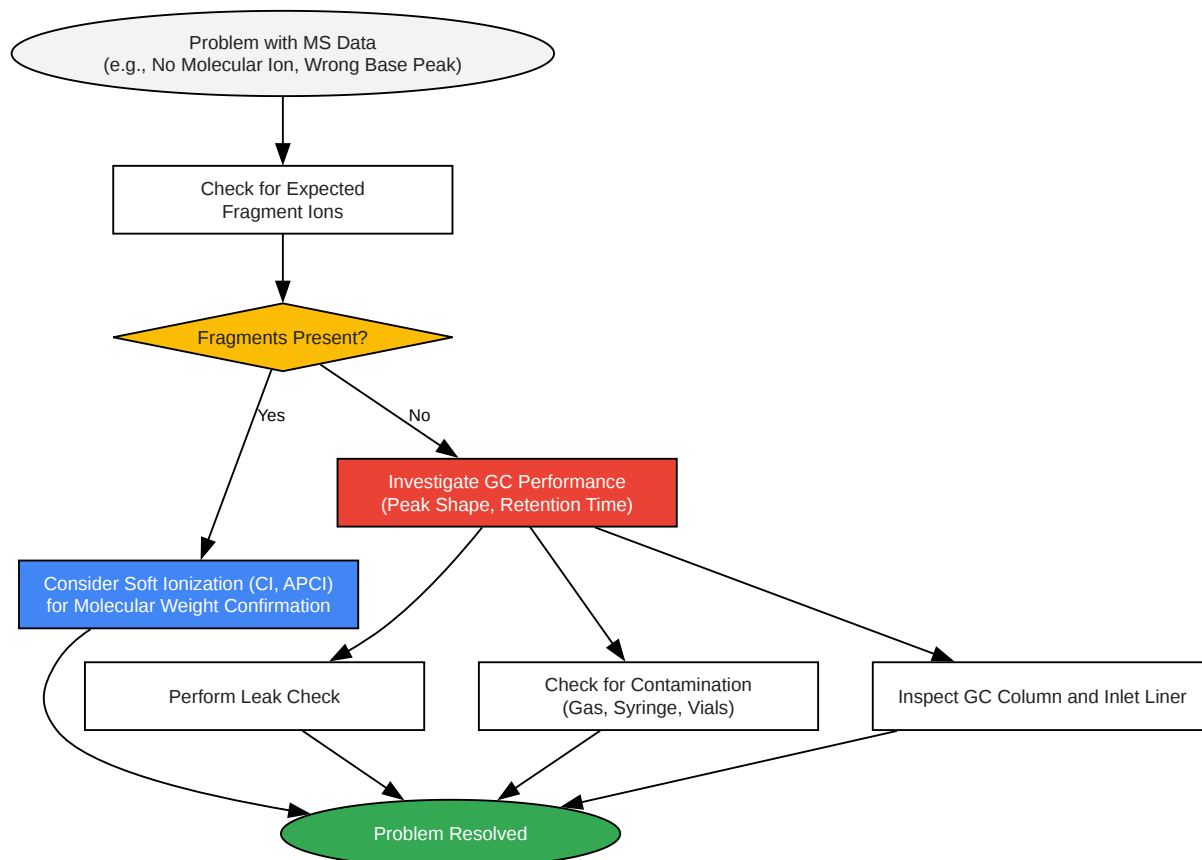 Problem with MS Data
(e.g., No Molecular Ion, Wrong Base Peak)
Check for Expected
Fragment Ions
Fragments Present?
Yes
No
Investigate GC Performance
(Peak Shape, Retention Time)
Consider Soft Ionization (CI, APCI)
for Molecular Weight Confirmation
Perform Leak Check
Check for Contamination
(Gas, Syringe, Vials)
Inspect GC Column and Inlet Liner
Problem Resolved